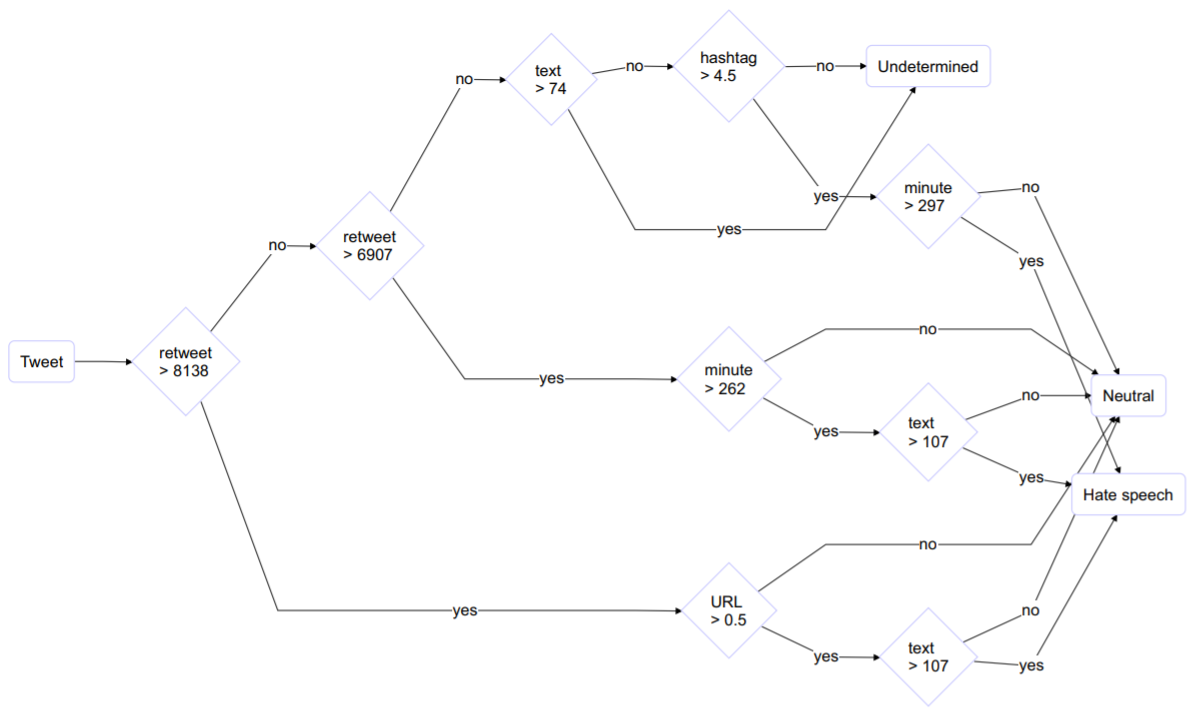 Tweet
retweet
> 8138
no
yes
retweet
> 6907
no
yes
text
> 74
no
yes
hashtag
> 4.5
no
yes
Undetermined
minute
> 297
no
yes
minute
> 262
no
yes
text
> 107
no
yes
URL
> 0.5
no
yes
text
> 107
no
yes
Neutral
Hate speech